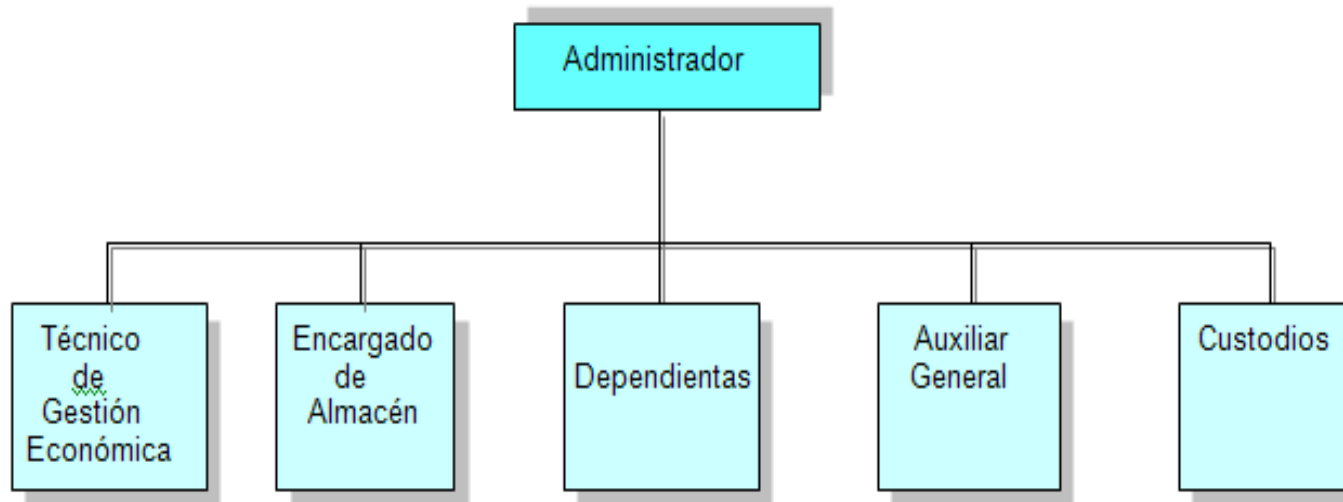 Administrador
Técnico
de
Gestión
Económica
Encargado
de
Almacén
Dependientas
Auxiliar
General
Custodios